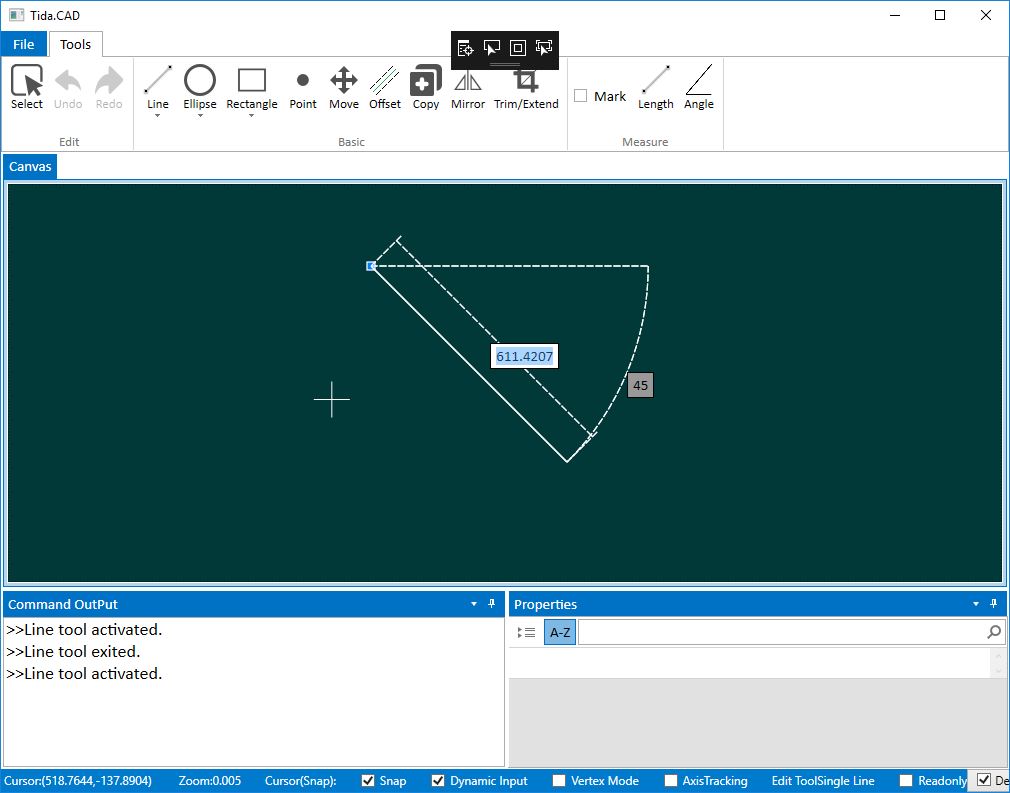 Tida.CAD
File Tools
Select Undo Redo Line Ellipse Rectangle Point Move Offset Copy Mirror Trim/Extend Mark Length Angle
Edit Basic Measure
Canvas
611.4207
45
Command OutPut
>>Line tool activated.
>>Line tool exited.
>>Line tool activated.
Properties
A-Z
Cursor:(518.7644,-137.8904) Zoom:0.005 Cursor(Snap): Snap Dynamic Input Vertex Mode AxisTracking Edit ToolSingle Line Readonly De